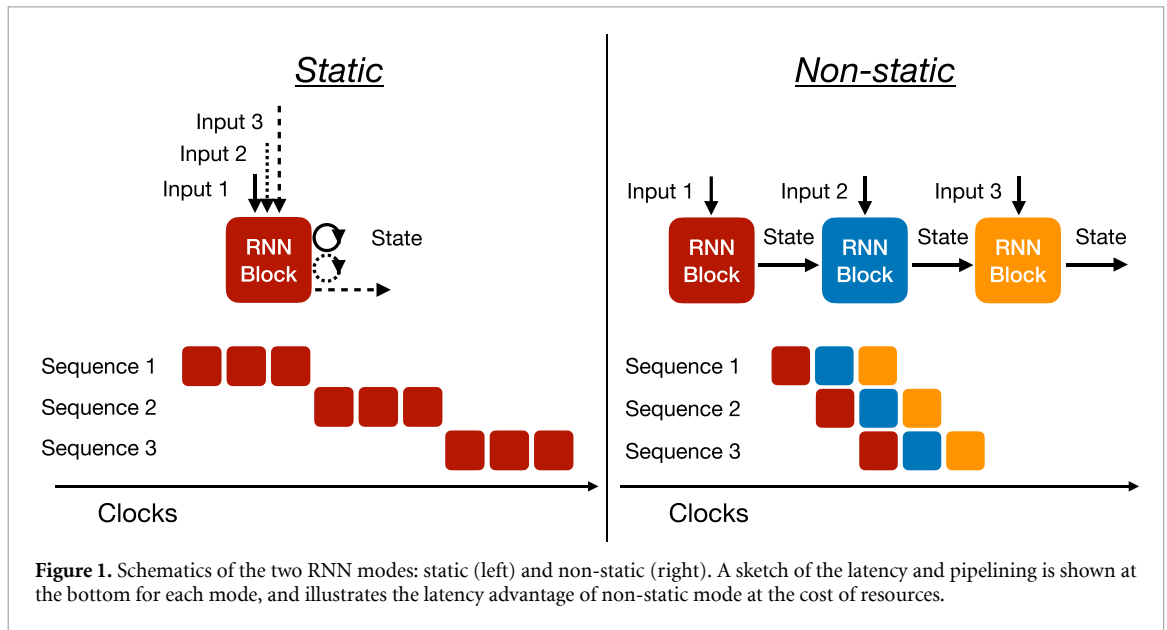 Static
Input 3
Input 2
Input 1
RNN
Block
State
Sequence 1
Sequence 2
Sequence 3
Clocks
Non-static
Input 1
Input 2
Input 3
RNN
Block
State
RNN
Block
State
RNN
Block
State
Sequence 1
Sequence 2
Sequence 3
Clocks
Figure 1. Schematics of the two RNN modes: static (left) and non-static (right). A sketch of the latency and pipelining is shown at
the bottom for each mode, and illustrates the latency advantage of non-static mode at the cost of resources.